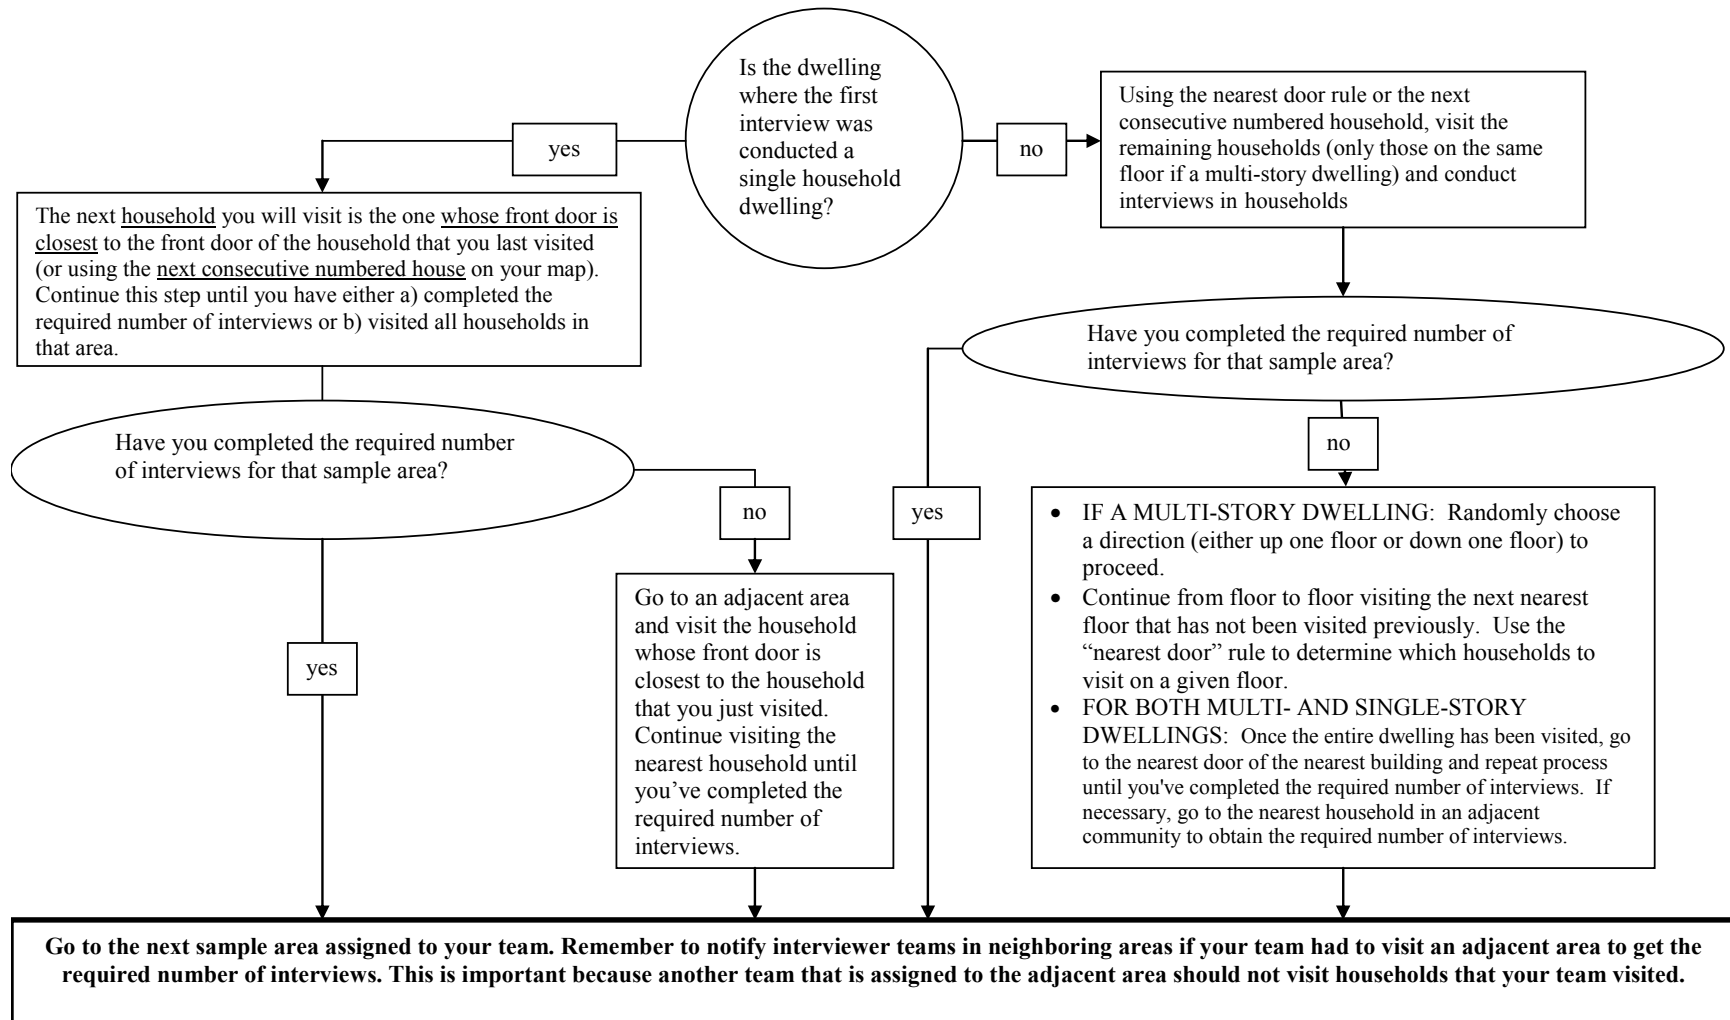 Is the dwelling
where the first
interview was
conducted a
single household
dwelling?
yes
no
Using the nearest door rule or the next
consecutive numbered household, visit the
remaining households (only those on the same
floor if a multi-story dwelling) and conduct
interviews in households
The next household you will visit is the one whose front door is
closest to the front door of the household that you last visited
(or using the next consecutive numbered house on your map).
Continue this step until you have either a) completed the
required number of interviews or b) visited all households in
that area.
Have you completed the required number of
interviews for that sample area?
Have you completed the required number
of interviews for that sample area?
no
yes
no
yes
Go to an adjacent area
and visit the household
whose front door is
closest to the household
that you just visited.
Continue visiting the
nearest household until
you’ve completed the
required number of
interviews.
• IF A MULTI-STORY DWELLING: Randomly choose
a direction (either up one floor or down one floor) to
proceed.
• Continue from floor to floor visiting the next nearest
floor that has not been visited previously. Use the
“nearest door” rule to determine which households to
visit on a given floor.
• FOR BOTH MULTI- AND SINGLE-STORY
DWELLINGS: Once the entire dwelling has been visited, go
to the nearest door of the nearest building and repeat process
until you've completed the required number of interviews. If
necessary, go to the nearest household in an adjacent
community to obtain the required number of interviews.
Go to the next sample area assigned to your team. Remember to notify interviewer teams in neighboring areas if your team had to visit an adjacent area to get the
required number of interviews. This is important because another team that is assigned to the adjacent area should not visit households that your team visited.